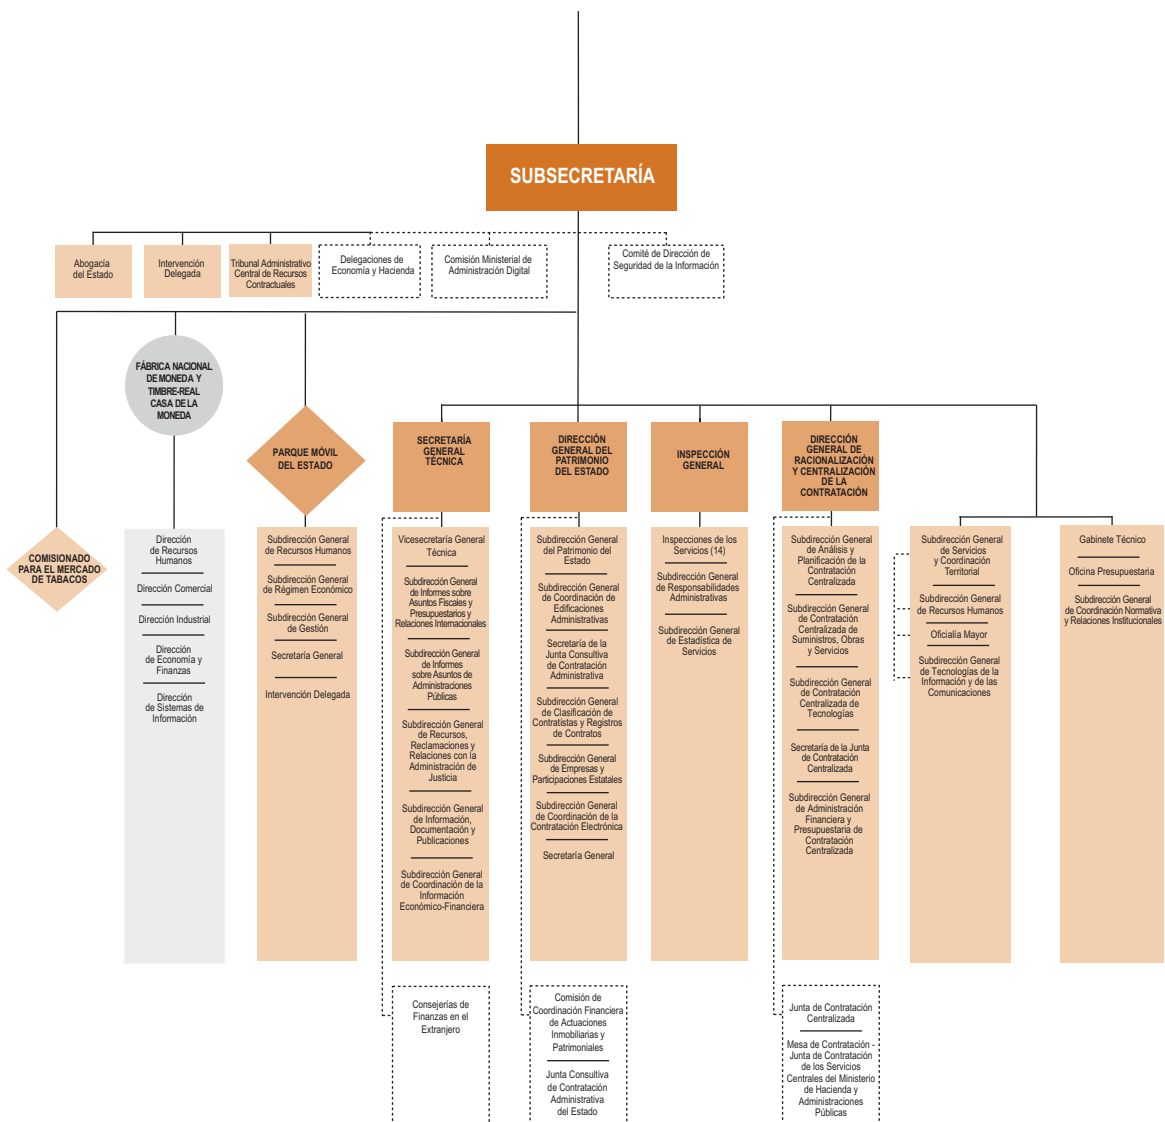 SUBSECRETARÍA
Abogacía
del Estado
Intervención
Delegada
Tribunal Administrativo
Central de Recursos
Contractuales
Delegaciones de
Economía y Hacienda
Comisión Ministerial de
Administración Digital
Comité de Dirección de
Seguridad de la Información
FÁBRICA NACIONAL
DE MONEDA Y
TIMBRE-REAL
CASA DE LA
MONEDA
PARQUE MÓVIL
DEL ESTADO
SECRETARÍA
GENERAL
TÉCNICA
DIRECCIÓN
GENERAL DEL
PATRIMONIO
DEL ESTADO
INSPECCIÓN
GENERAL
DIRECCIÓN
GENERAL DE
RACIONALIZACIÓN
Y CENTRALIZACIÓN
DE LA
CONTRATACIÓN
COMISIONADO
PARA EL MERCADO
DE TABACOS
Dirección
de Recursos
Humanos
Dirección Comercial
Dirección Industrial
Dirección
de Economía y
Finanzas
Dirección
de Sistemas de
Información
Subdirección General
de Recursos Humanos
Subdirección General
de Régimen Económico
Subdirección General
de Gestión
Secretaría General
Intervención Delegada
Vicesecretaría General
Técnica
Subdirección General
de Informes sobre
Asuntos Fiscales y
Presupuestarios y
Relaciones Internacionales
Subdirección General
de Informes
sobre Asuntos de
Administraciones
Públicas
Subdirección General
de Recursos,
Reclamaciones y
Relaciones con la
Administración de
Justicia
Subdirección General
de Información,
Documentación y
Publicaciones
Subdirección General
de Coordinación de la
Información
Económico-Financiera
Subdirección General
del Patrimonio del
Estado
Subdirección General
de Coordinación de
Edificaciones
Administrativas
Secretaría de la
Junta Consultiva
de Contratación
Administrativa
Subdirección General
de Clasificación de
Contratistas y Registros
de Contratos
Subdirección General
de Empresas y
Participaciones Estatales
Subdirección General
de Coordinación de la
Contratación Electrónica
Secretaría General
Inspecciones de los
Servicios (14)
Subdirección General
de Responsabilidades
Administrativas
Subdirección General
de Estadística de
Servicios
Subdirección General
de Análisis y
Planificación de la
Contratación
Centralizada
Subdirección General
de Contratación
Centralizada de
Suministros, Obras
y Servicios
Subdirección General
de Contratación
Centralizada de
Tecnologías
Secretaría de la Junta
de Contratación
Centralizada
Subdirección General
de Administración
Financiera y
Presupuestaria de
Contratación
Centralizada
Subdirección General
de Servicios
y Coordinación
Territorial
Subdirección General
de Recursos Humanos
Oficialía Mayor
Subdirección General
de Tecnologías de la
Información y de las
Comunicaciones
Gabinete Técnico
Oficina Presupuestaria
Subdirección General
de Coordinación Normativa
y Relaciones Institucionales
Consejerías de
Finanzas en el
Extranjero
Comisión de
Coordinación Financiera
de Actuaciones
Inmobiliarias y
Patrimoniales
Junta Consultiva
de Contratación
Administrativa
del Estado
Junta de Contratación
Centralizada
Mesa de Contratación -
Junta de Contratación
de los Servicios
Centrales del Ministerio
de Hacienda y
Administraciones
Públicas